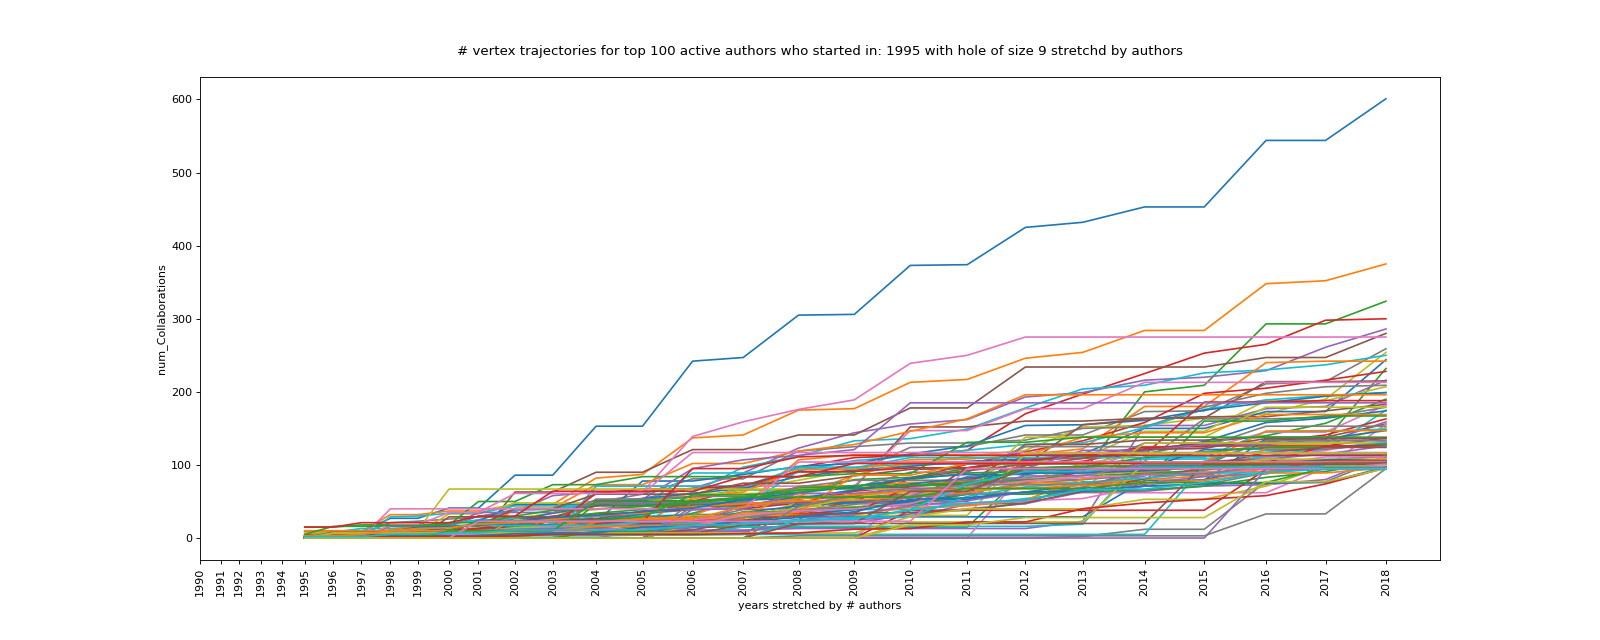 # vertex trajectories for top 100 active authors who started in: 1995 with hole of size 9 stretchd by authors
num_Collaborations
600
500
400
300
200
100
0
1990 1991 1992 1993 1994 1995 1996 1997 1998 1999 2000 2001 2002 2003 2004 2005 2006 2007 2008 2009 2010 2011 2012 2013 2014 2015 2016 2017 2018
years stretched by # authors